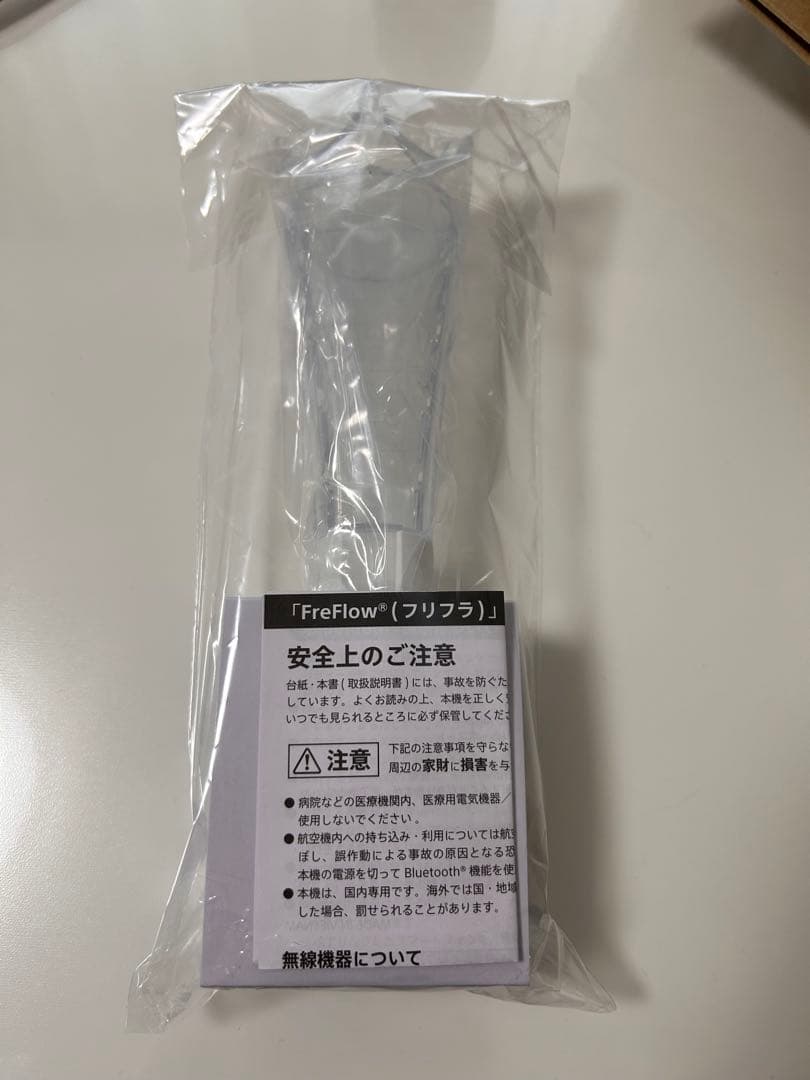 「FreFlow®(フリフラ)」
安全上のご注意
台紙・本書(取扱説明書)には、事故を防ぐた
しています。よくお読みの上、本機を正しく
いつでも見られるところに必ず保管してくだ
注意
下記の注意事項を守らな
周辺の家財に損害を与
● 病院などの医療機関内、医療用電気機器/
使用しないでください。
● 航空機内への持ち込み・利用については航空
ぼし、誤作動による事故の原因となる恐
本機の電源を切って Bluetooth® 機能を使
● 本機は、国内専用です。海外では国・地域
した場合、罰せられることがあります。
無線機器について